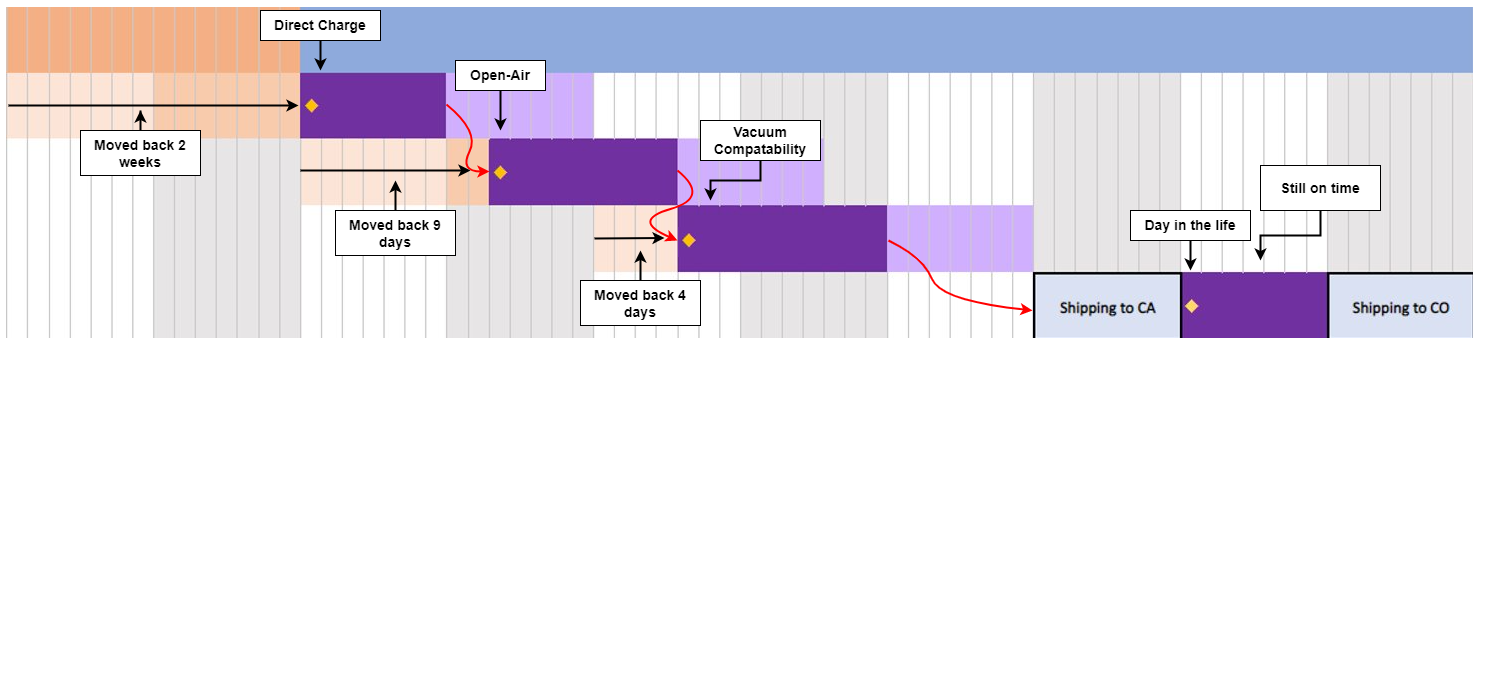 Direct Charge
Open-Air
Vacuum
Compatability
Moved back 2
weeks
Still on time
Moved back 9
days
Day in the life
Moved back 4
days
Shipping to CA
Shipping to CO